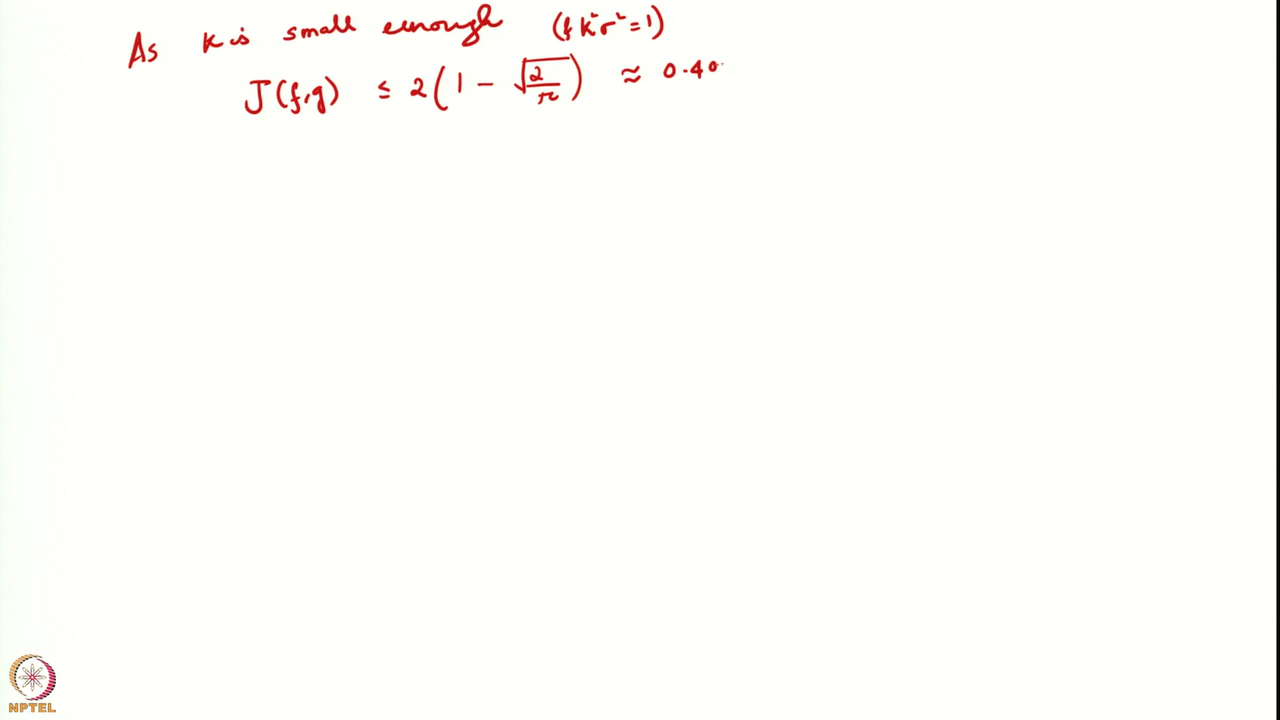 As K is small enough (& K²σ² = 1)
J(f,g) ≤ 2(1 - √(2/π)) ≈ 0.40
NPTEL